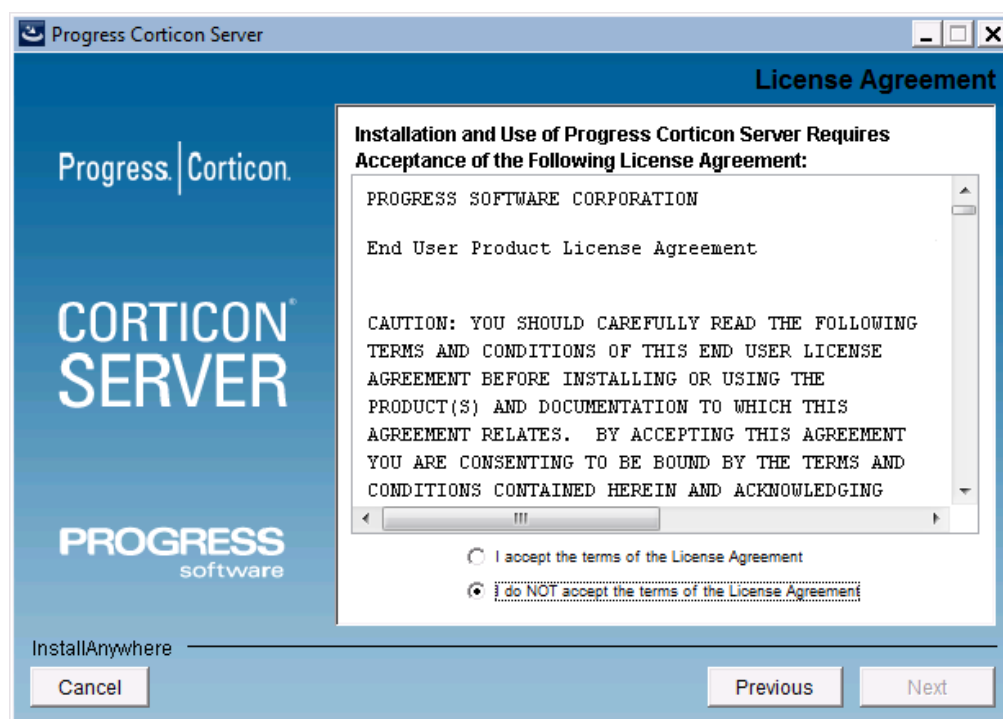 Progress Corticon Server
License Agreement
Progress. Corticon.
CORTICON®
SERVER
PROGRESS
software
Installation and Use of Progress Corticon Server Requires
Acceptance of the Following License Agreement:
PROGRESS SOFTWARE CORPORATION
End User Product License Agreement
CAUTION: YOU SHOULD CAREFULLY READ THE FOLLOWING
TERMS AND CONDITIONS OF THIS END USER LICENSE
AGREEMENT BEFORE INSTALLING OR USING THE
PRODUCT(S) AND DOCUMENTATION TO WHICH THIS
AGREEMENT RELATES.  BY ACCEPTING THIS AGREEMENT
YOU ARE CONSENTING TO BE BOUND BY THE TERMS AND
CONDITIONS CONTAINED HEREIN AND ACKNOWLEDGING
I accept the terms of the License Agreement
I do NOT accept the terms of the License Agreement
InstallAnywhere
Cancel
Previous
Next